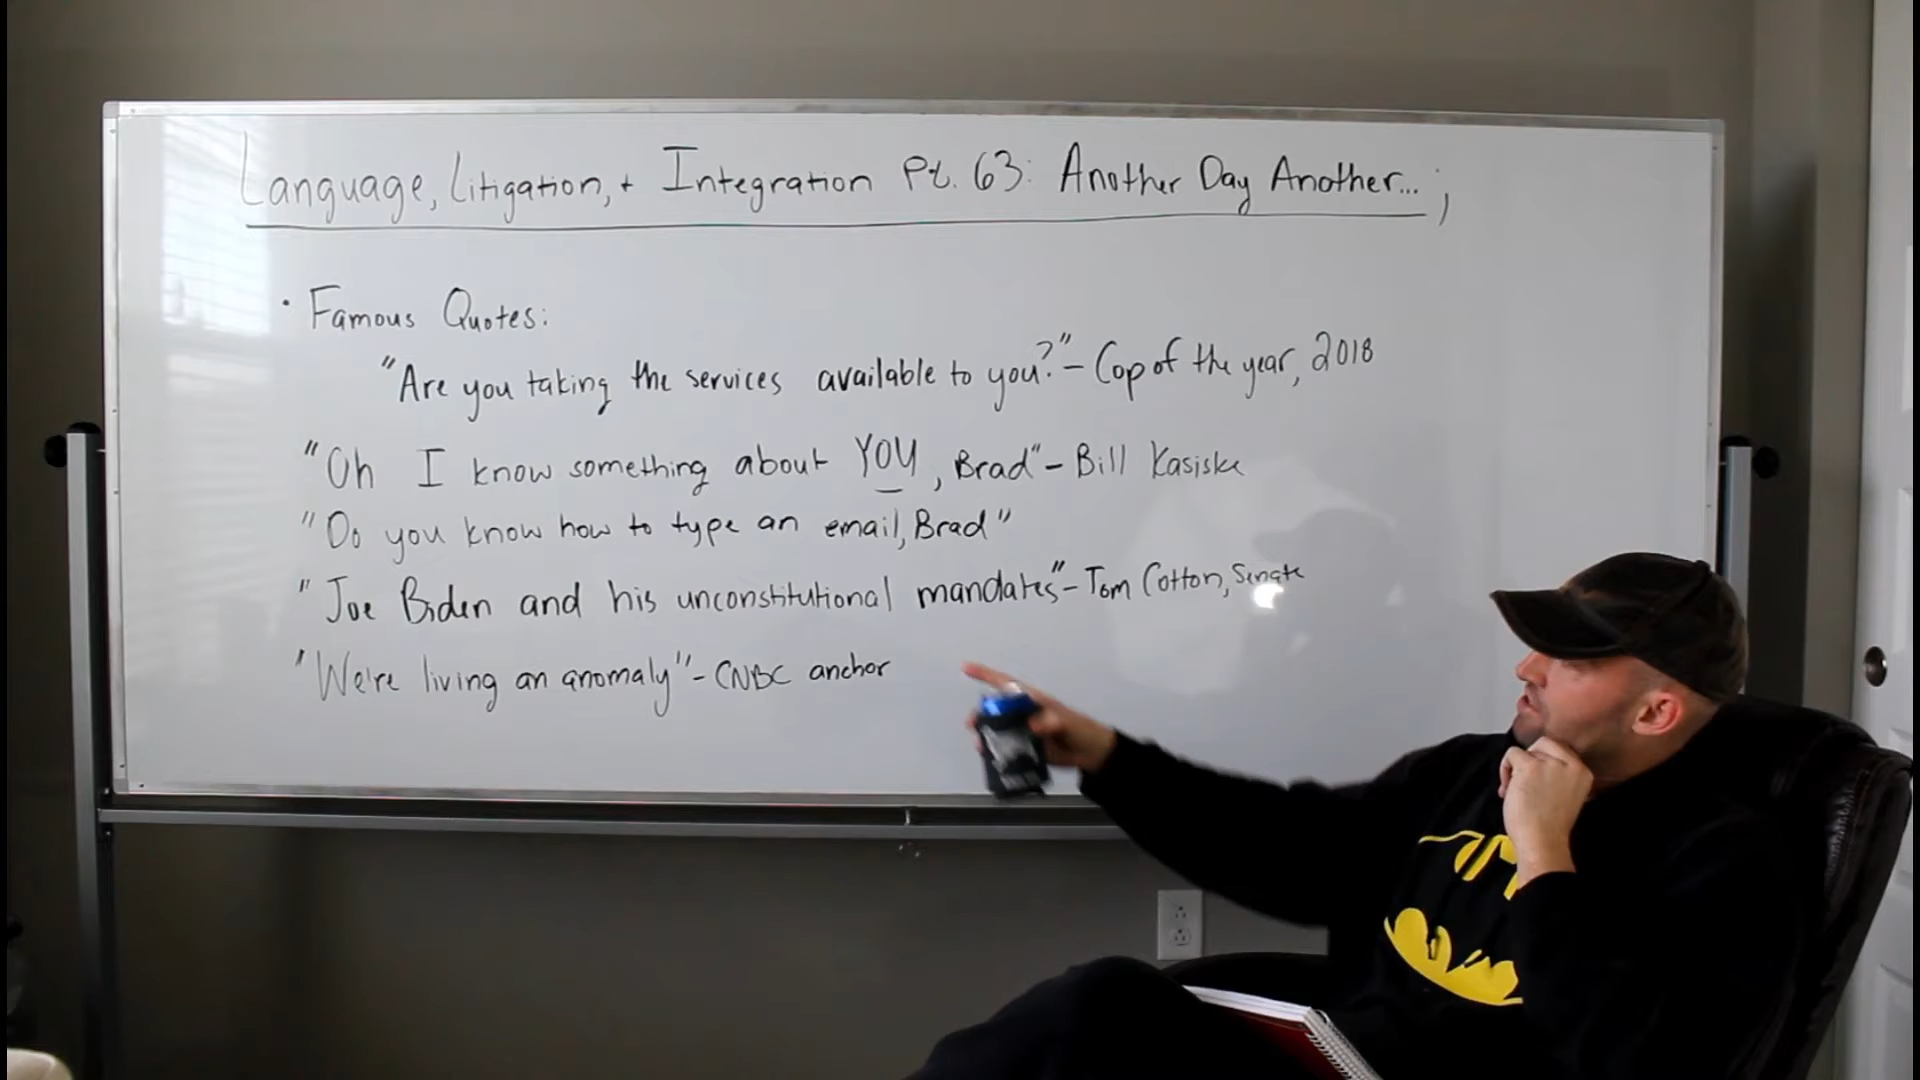 Language, Litigation, + Integration Pt. 63: Another Day Another... ;
· Famous Quotes:
"Are you taking the services available to you?" - Cop of the year, 2018
"Oh I know something about YOU, Brad" - Bill Kasiske
"Do you know how to type an email, Brad"
"Joe Biden and his unconstitutional mandates" - Tom Cotton, Senate
"We're living an anomaly" - CNBC anchor